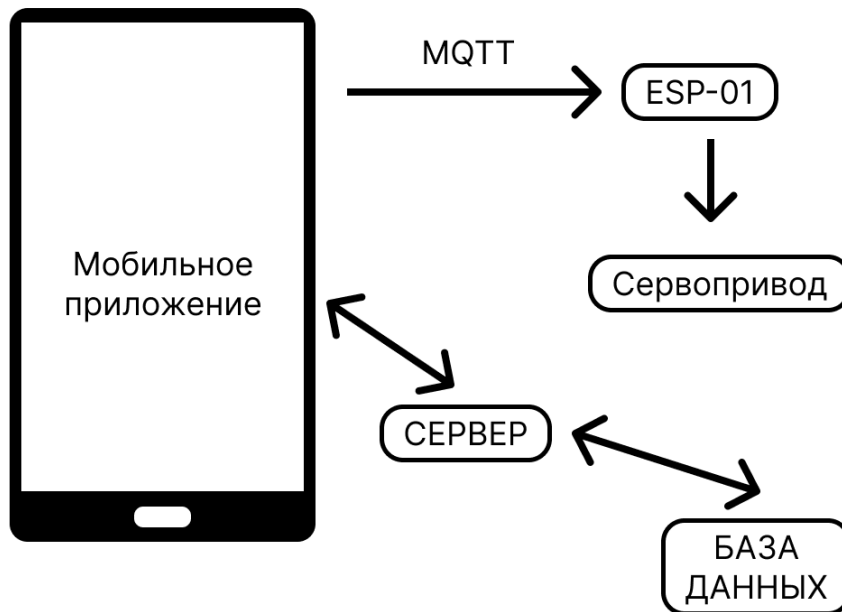 MQTT
ESP-01
Мобильное
приложение
Сервопривод
СЕРВЕР
БАЗА
ДАННЫХ